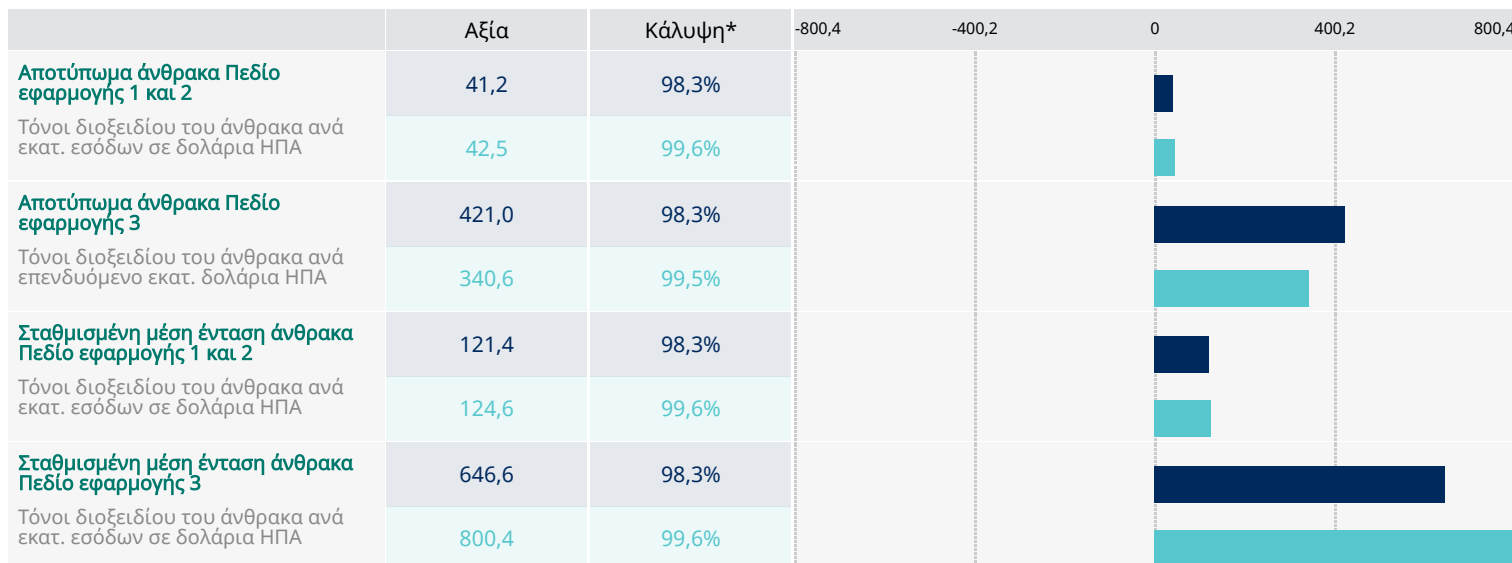 Αξία Κάλυψη* -800,4 -400,2 0 400,2 800,4
Αποτύπωμα άνθρακα Πεδίο
εφαρμογής 1 και 2
41,2 98,3%
Τόνοι διοξειδίου του άνθρακα ανά
εκατ. εσόδων σε δολάρια ΗΠΑ
42,5 99,6%
Αποτύπωμα άνθρακα Πεδίο
εφαρμογής 3
421,0 98,3%
Τόνοι διοξειδίου του άνθρακα ανά
επενδυόμενο εκατ. δολάρια ΗΠΑ
340,6 99,5%
Σταθμισμένη μέση ένταση άνθρακα
Πεδίο εφαρμογής 1 και 2
121,4 98,3%
Τόνοι διοξειδίου του άνθρακα ανά
εκατ. εσόδων σε δολάρια ΗΠΑ
124,6 99,6%
Σταθμισμένη μέση ένταση άνθρακα
Πεδίο εφαρμογής 3
646,6 98,3%
Τόνοι διοξειδίου του άνθρακα ανά
εκατ. εσόδων σε δολάρια ΗΠΑ
800,4 99,6%